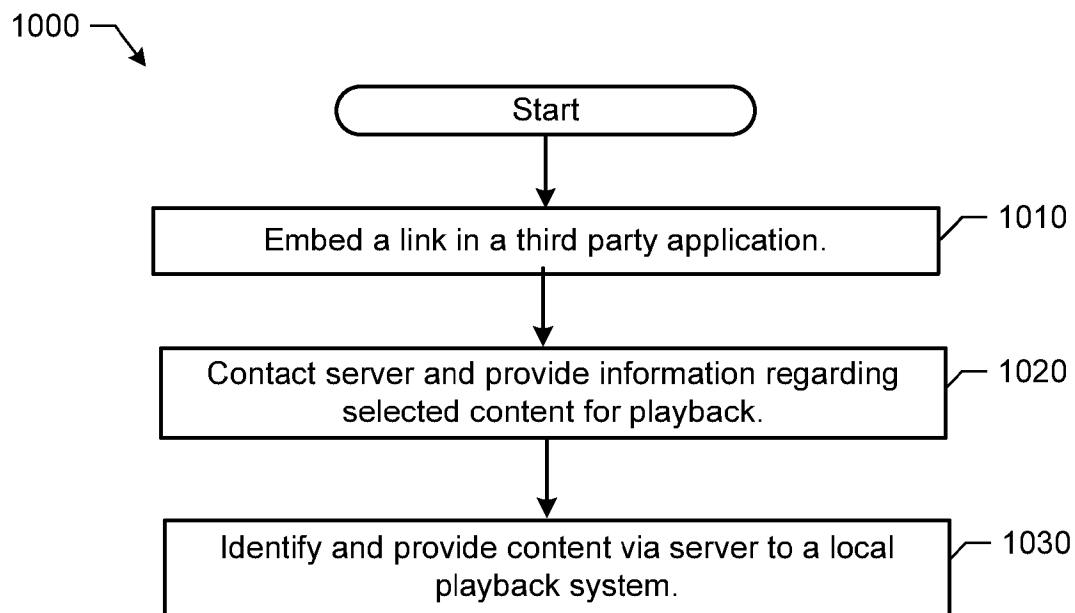 1000
Start
Embed a link in a third party application.
1010
Contact server and provide information regarding
selected content for playback.
1020
Identify and provide content via server to a local
playback system.
1030